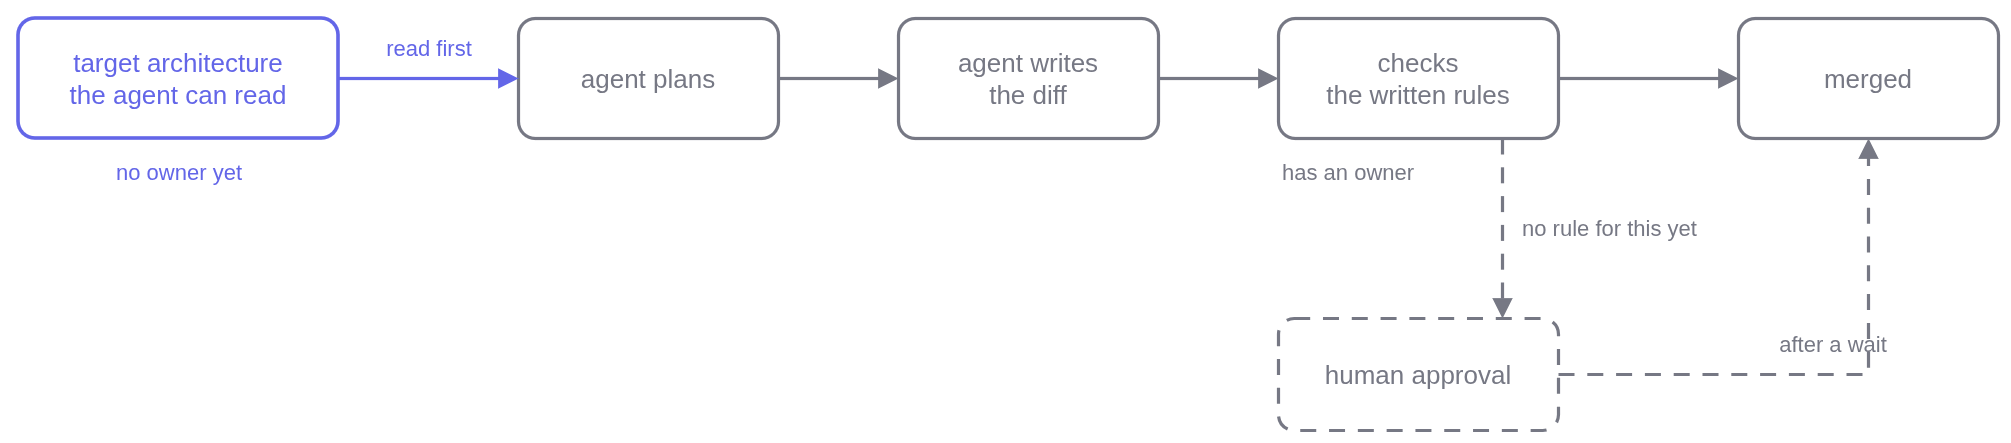 target architecture
the agent can read
read first
agent plans
agent writes
the diff
checks
the written rules
merged
no owner yet
has an owner
no rule for this yet
after a wait
human approval